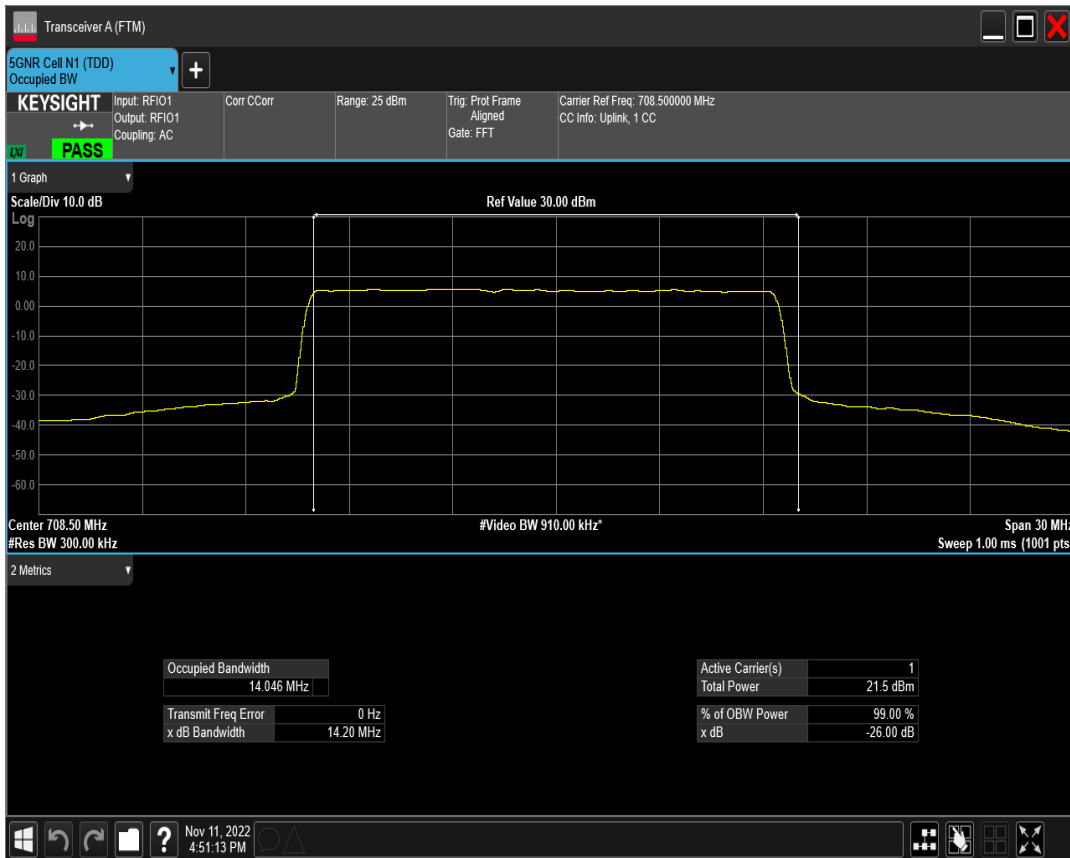 Transceiver A (FTM)
5GNR Cell N1 (TDD)
Occupied BW
+
KEYSIGHT
LXI
PASS
Input: RFIO1
Output: RFIO1
Coupling: AC
Corr CCorr
Range: 25 dBm
Trig: Prot Frame
Aligned
Gate: FFT
Carrier Ref Freq: 708.500000 MHz
CC Info: Uplink, 1 CC
1 Graph
Scale/Div 10.0 dB
Ref Value 30.00 dBm
Log
20.0
10.0
0.00
-10.0
-20.0
-30.0
-40.0
-50.0
-60.0
Center 708.50 MHz
#Video BW 910.00 kHz*
Span 30 MHz
#Res BW 300.00 kHz
Sweep 1.00 ms (1001 pts
2 Metrics
Occupied Bandwidth
14.046 MHz
Transmit Freq Error 0 Hz
x dB Bandwidth 14.20 MHz
Active Carrier(s) 1
Total Power 21.5 dBm
% of OBW Power 99.00 %
x dB -26.00 dB
?
Nov 11, 2022
4:51:13 PM